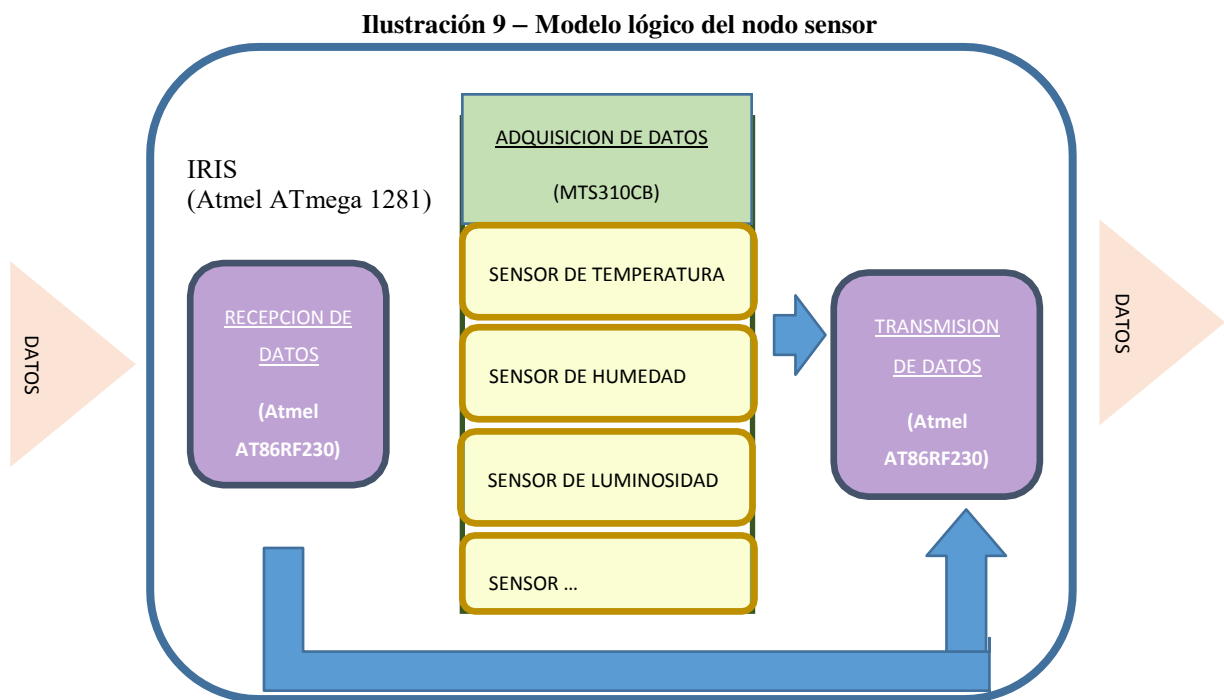 Ilustración 9 – Modelo lógico del nodo sensor
IRIS
(Atmel ATmega 1281)
DATOS
RECEPCION DE
DATOS
(Atmel
AT86RF230)
ADQUISICION DE DATOS
(MTS310CB)
SENSOR DE TEMPERATURA
SENSOR DE HUMEDAD
SENSOR DE LUMINOSIDAD
SENSOR ...
TRANSMISION
DE DATOS
(Atmel
AT86RF230)
DATOS